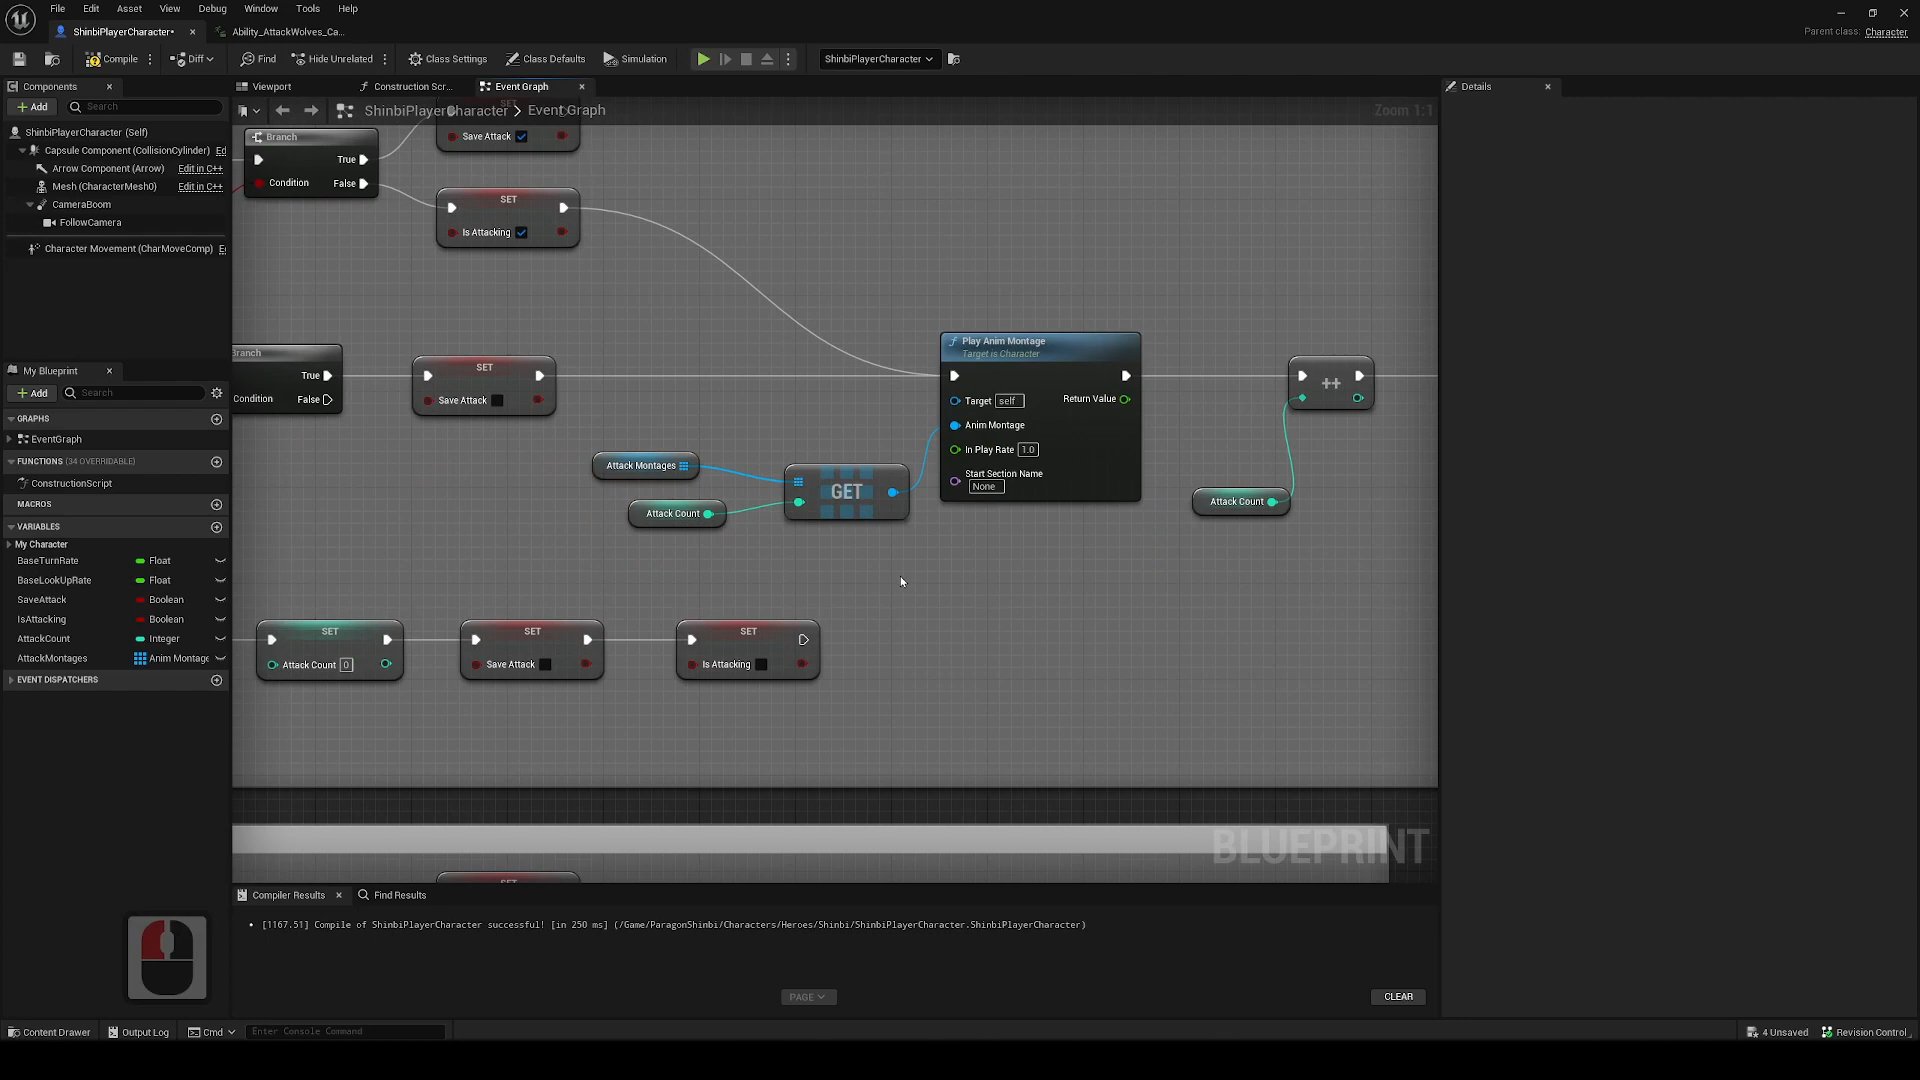 File Edit Asset View Debug Window Tools Help
ShinbiPlayerCharacter• Ability_AttackWolves_Ca...
Parent class: Character
Compile Diff Find Hide Unrelated Class Settings Class Defaults Simulation ShinbiPlayerCharacter
Components
Add Search
ShinbiPlayerCharacter (Self)
Capsule Component (CollisionCylinder) Ed
Arrow Component (Arrow) Edit in C++
Mesh (CharacterMesh0) Edit in C++
CameraBoom
FollowCamera
Character Movement (CharMoveComp)
My Blueprint
Add Search
GRAPHS
EventGraph
FUNCTIONS (34 OVERRIDABLE)
ConstructionScript
MACROS
VARIABLES
My Character
BaseTurnRate Float
BaseLookUpRate Float
SaveAttack Boolean
IsAttacking Boolean
AttackCount Integer
AttackMontages Anim Montage
EVENT DISPATCHERS
Viewport Construction Scr... Event Graph
ShinbiPlayerCharacter > Event Graph
Zoom 1:1
Branch
True
Condition False
SET
Save Attack
SET
Is Attacking
Branch
True
Condition False
SET
Save Attack
Attack Montages
Attack Count
GET
Play Anim Montage
Target is Character
Target self Return Value
Anim Montage
In Play Rate 1.0
Start Section Name
None
++
Attack Count
SET
Attack Count 0
SET
Save Attack
SET
Is Attacking
BLUEPRINT
SET
Details
Compiler Results Find Results
• [1167.51] Compile of ShinbiPlayerCharacter successful! [in 250 ms] (/Game/ParagonShinbi/Characters/Heroes/Shinbi/ShinbiPlayerCharacter.ShinbiPlayerCharacter)
PAGE CLEAR
Content Drawer Output Log Cmd Enter Console Command 4 Unsaved Revision Control